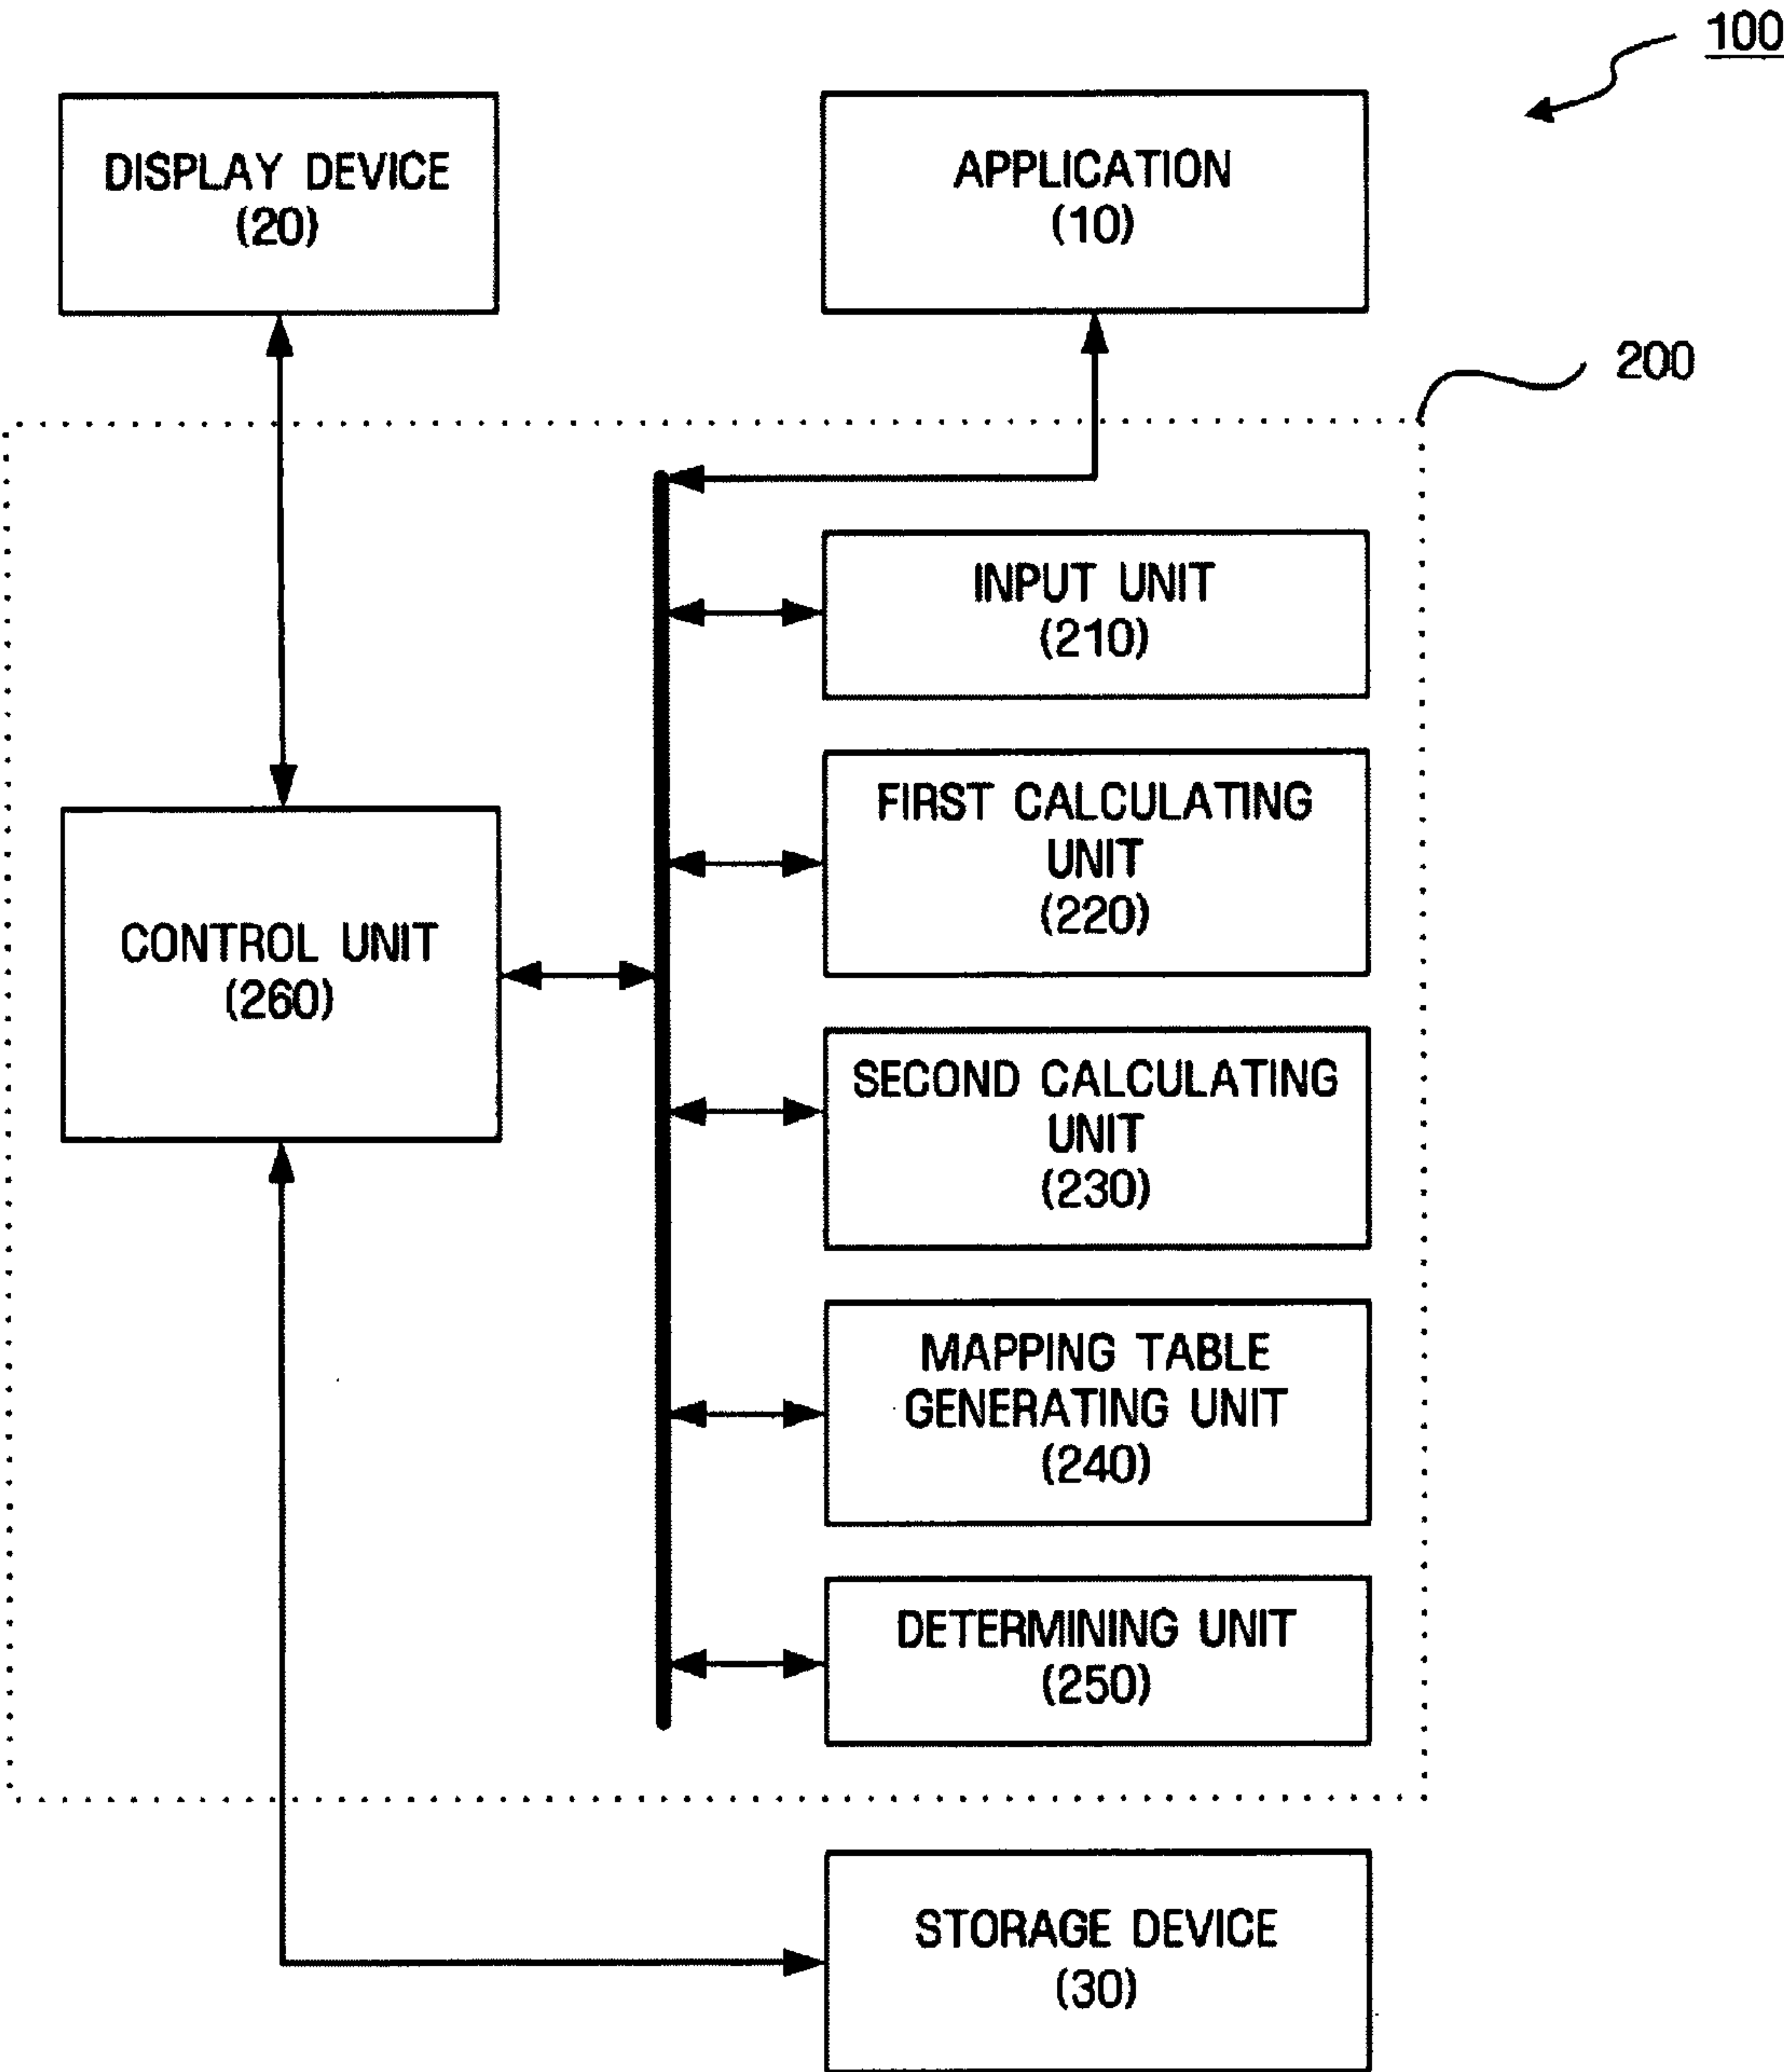 100
DISPLAY DEVICE
(20)
APPLICATION
(10)
200
INPUT UNIT
(210)
FIRST CALCULATING
UNIT
(220)
CONTROL UNIT
(260)
SECOND CALCULATING
UNIT
(230)
MAPPING TABLE
GENERATING UNIT
(240)
DETERMINING UNIT
(250)
STORAGE DEVICE
(30)